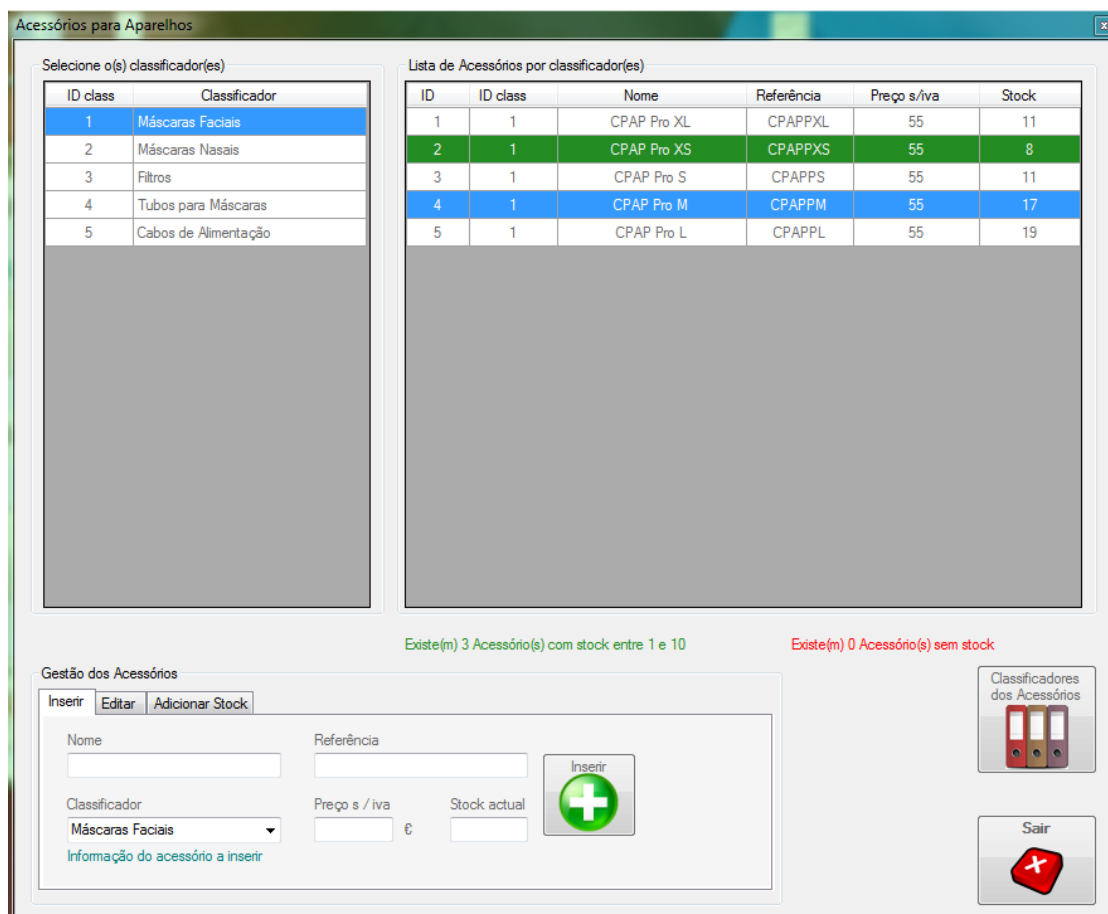 Acessórios para Aparelhos
Selecione o(s) classificador(es)
ID class Classificador
1 Máscaras Faciais
2 Máscaras Nasais
3 Filtros
4 Tubos para Máscaras
5 Cabos de Alimentação
Lista de Acessórios por classificador(es)
ID ID class Nome Referência Preço s/iva Stock
1 1 CPAP Pro XL CPAPPXL 55 11
2 1 CPAP Pro XS CPAPPXS 55 8
3 1 CPAP Pro S CPAPPS 55 11
4 1 CPAP Pro M CPAPPM 55 17
5 1 CPAP Pro L CPAPPL 55 19
Existe(m) 3 Acessório(s) com stock entre 1 e 10
Existe(m) 0 Acessório(s) sem stock
Gestão dos Acessórios
Inserir Editar Adicionar Stock
Nome Referência
Inserir
Classificador Preço s / iva Stock actual
Máscaras Faciais €
Informação do acessório a inserir
Classificadores
dos Acessórios
Sair